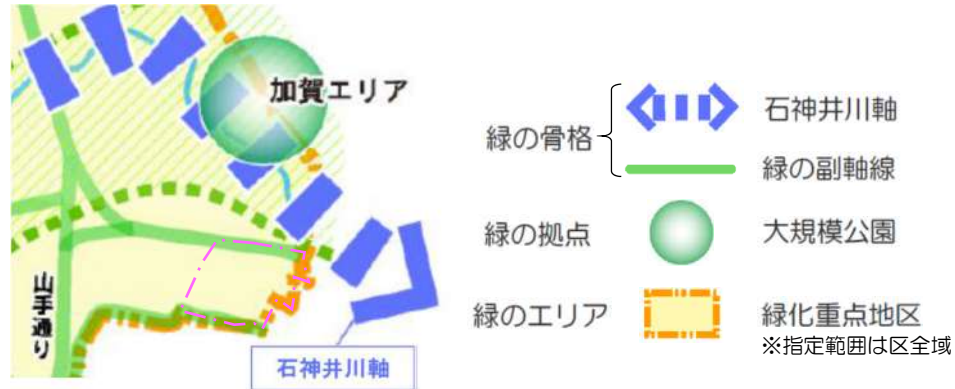 加賀エリア
山手通り
石神井川軸
緑の骨格
石神井川軸
緑の副軸線
緑の拠点
大規模公園
緑のエリア
緑化重点地区
※指定範囲は区全域